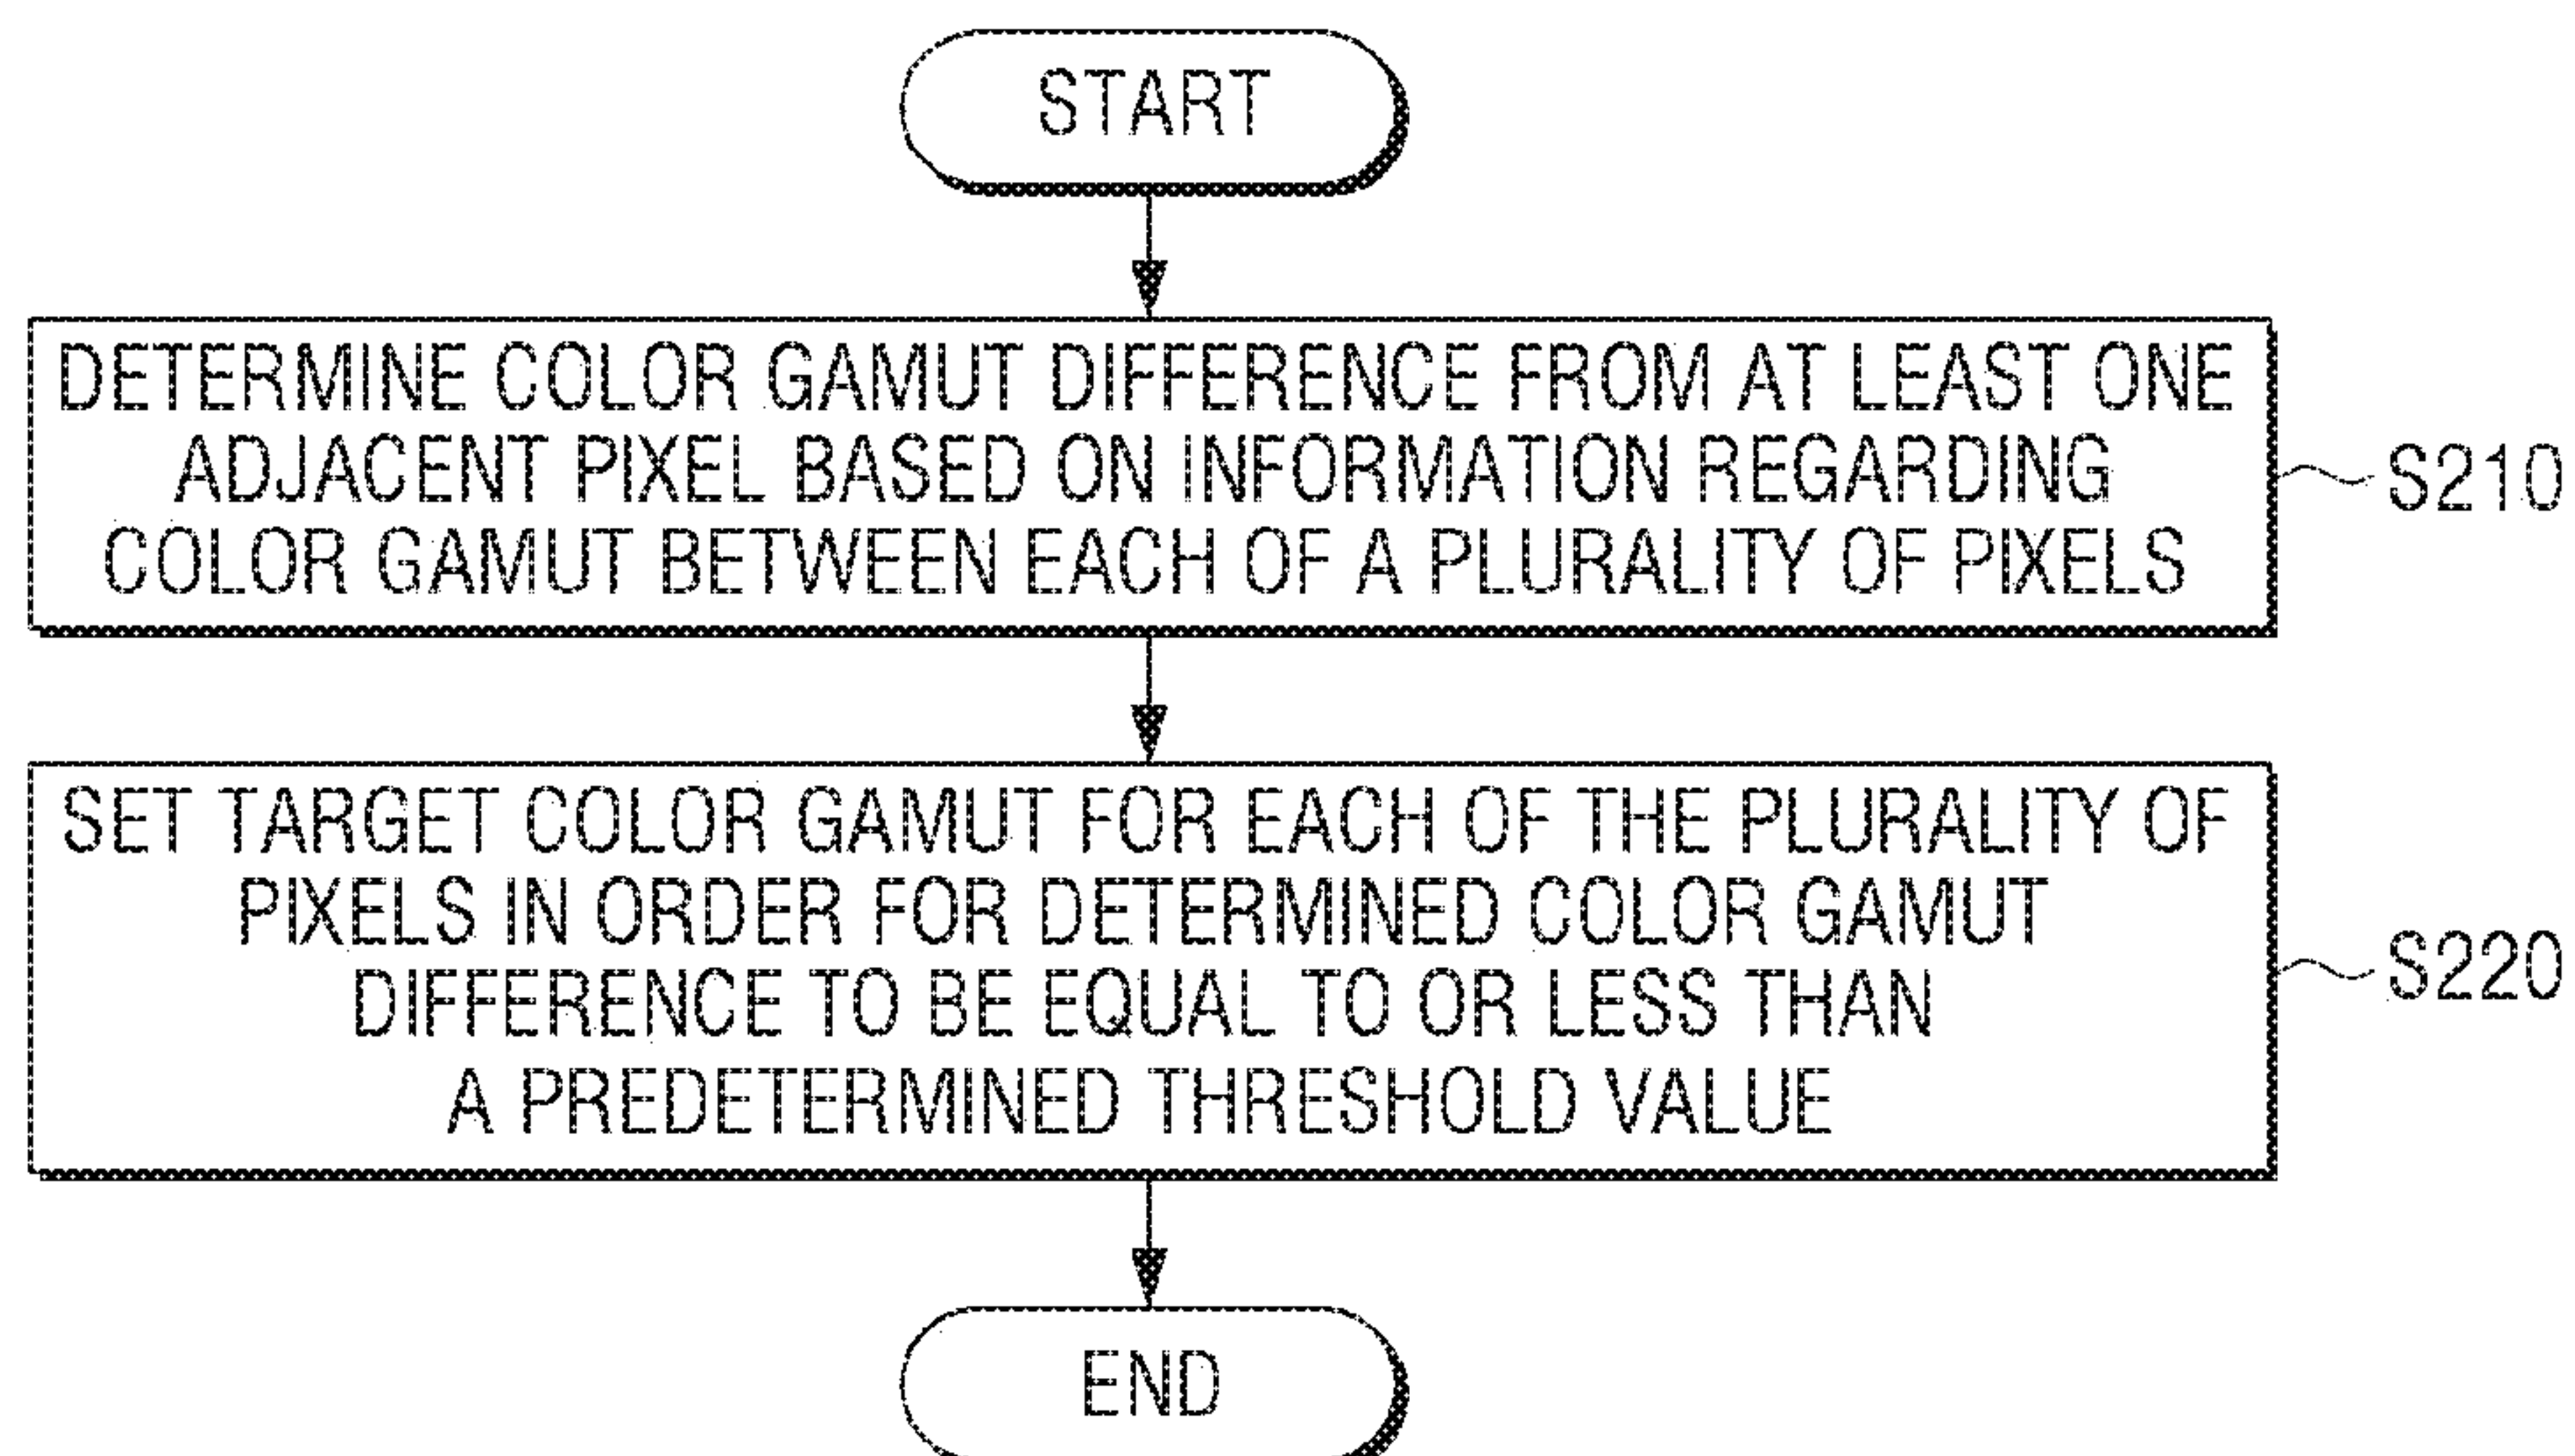 START
DETERMINE COLOR GAMUT DIFFERENCE FROM AT LEAST ONE
ADJACENT PIXEL BASED ON INFORMATION REGARDING
COLOR GAMUT BETWEEN EACH OF A PLURALITY OF PIXELS
S210
SET TARGET COLOR GAMUT FOR EACH OF THE PLURALITY OF
PIXELS IN ORDER FOR DETERMINED COLOR GAMUT
DIFFERENCE TO BE EQUAL TO OR LESS THAN
A PREDETERMINED THRESHOLD VALUE
S220
END